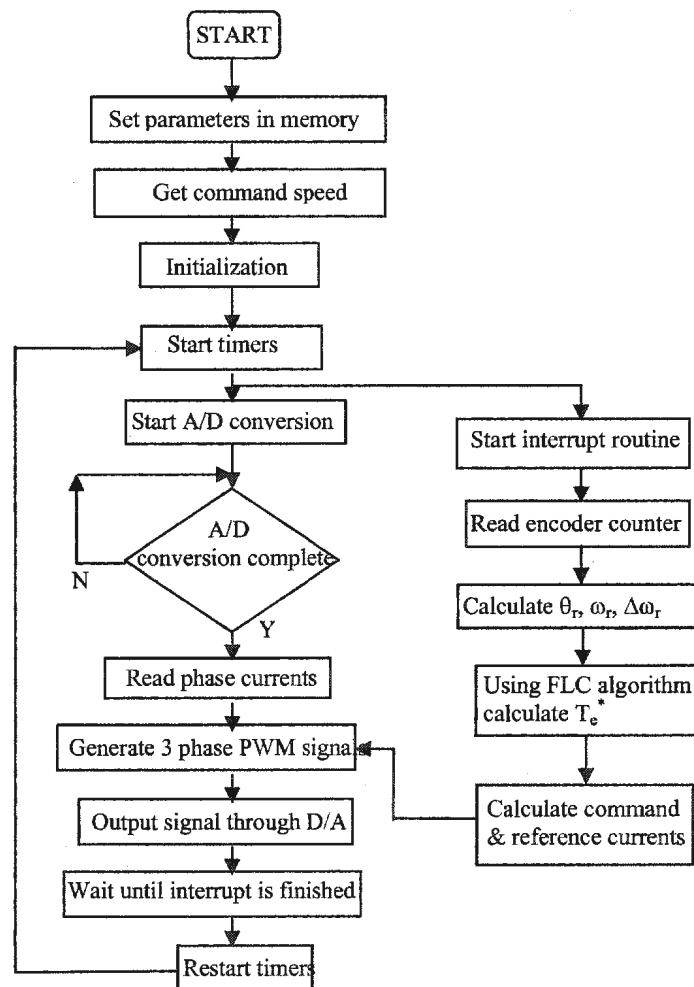 START
Set parameters in memory
Get command speed
Initialization
Start timers
Start A/D conversion
A/D
conversion complete
N
Y
Read phase currents
Generate 3 phase PWM signals
Output signal through D/A
Wait until interrupt is finished
Restart timers
Start interrupt routine
Read encoder counter
Calculate θr, ωr, Δωr
Using FLC algorithm
calculate Te*
Calculate command
& reference currents